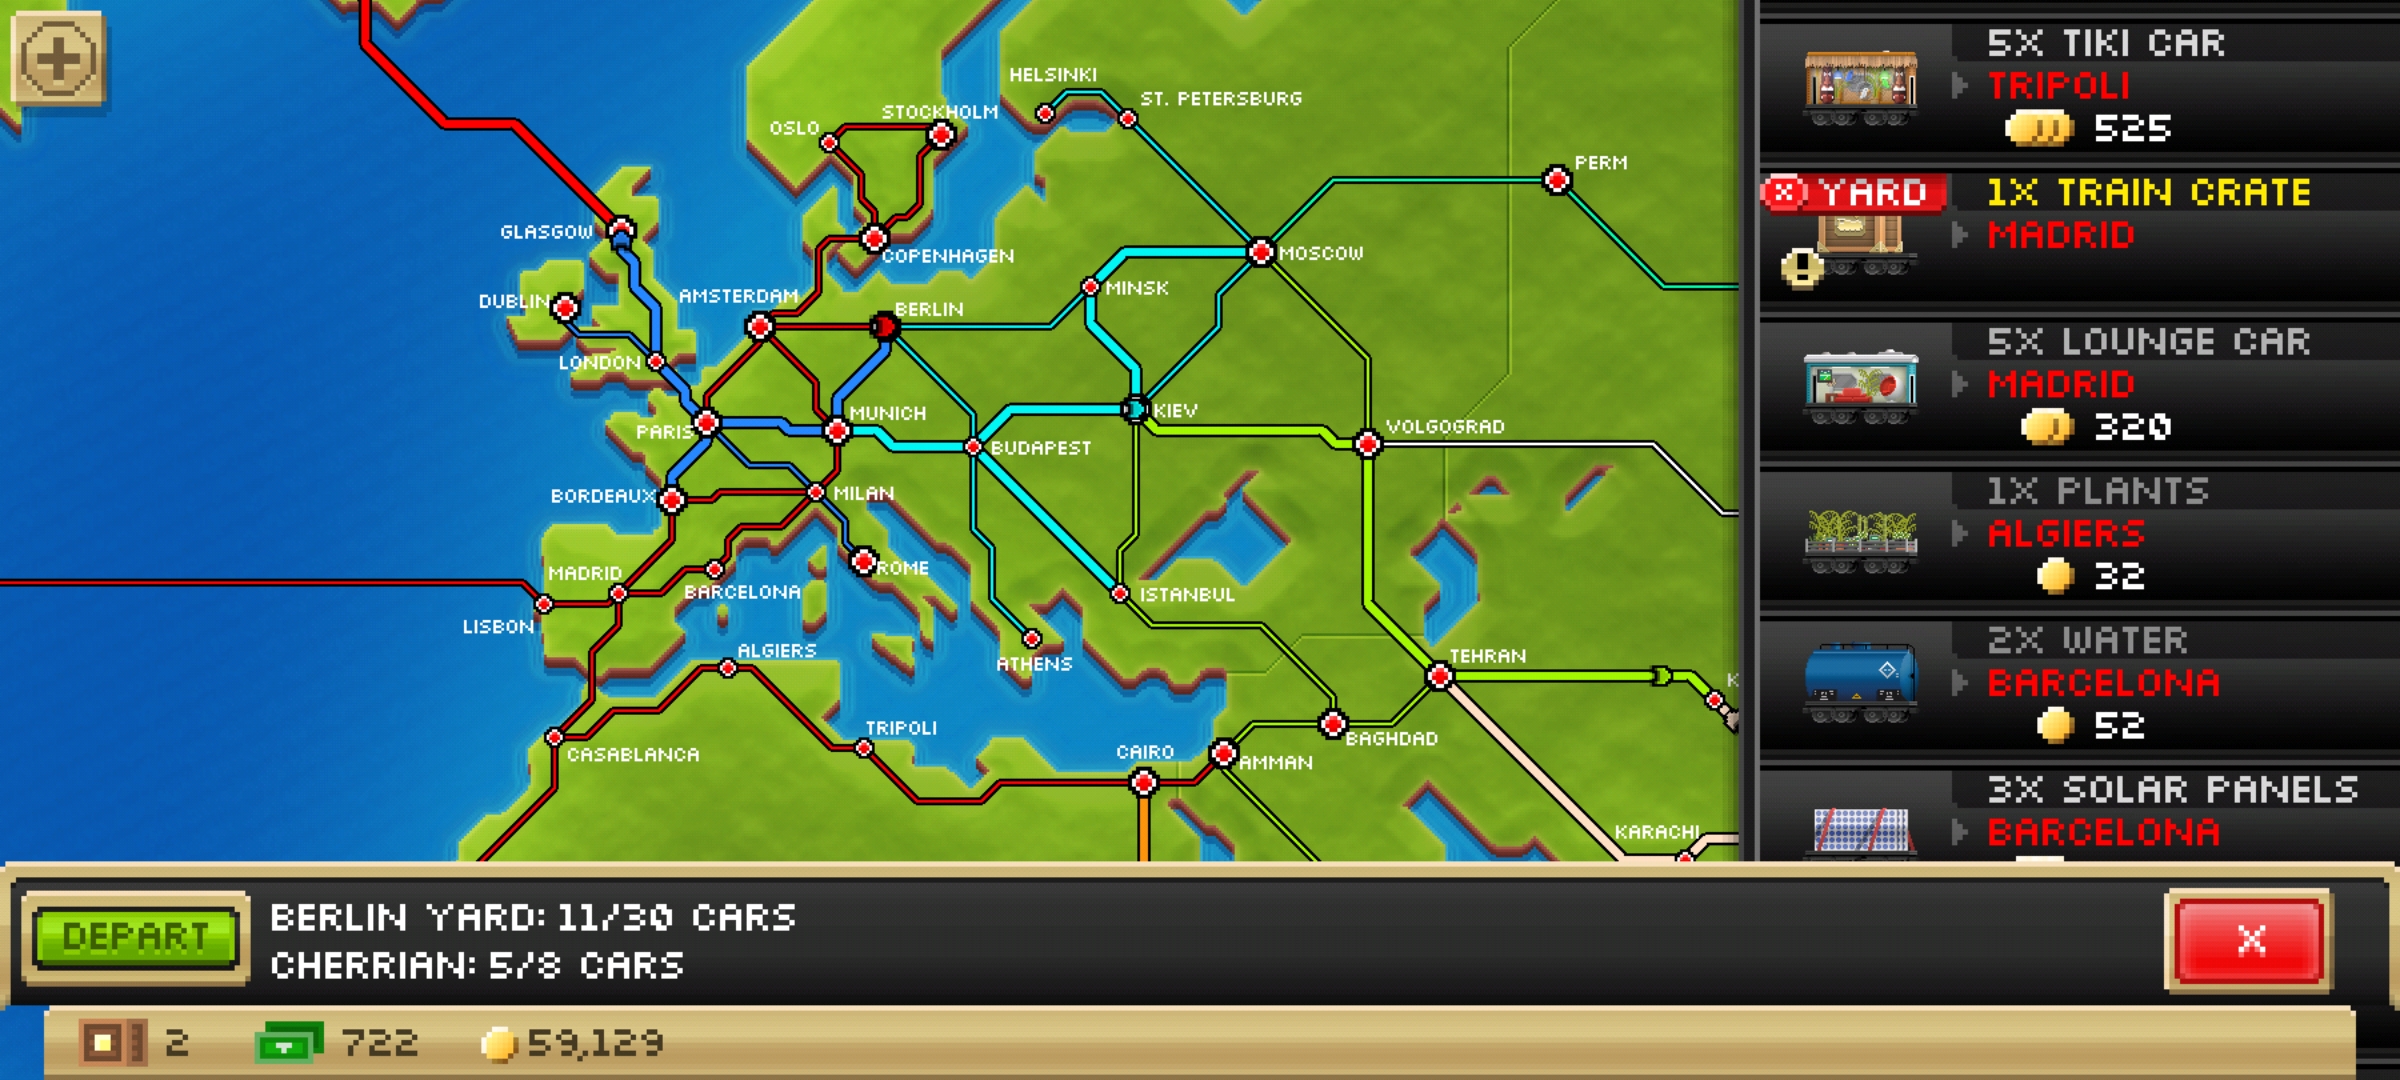 HELSINKI
ST. PETERSBURG
STOCKHOLM
OSLO
PERM
GLASGOW
COPENHAGEN
MOSCOW
DUBLIN
AMSTERDAM
BERLIN
MINSK
LONDON
PARIS
MUNICH
KIEV
VOLGOGRAD
BUDAPEST
BORDEAUX
MILAN
MADRID
BARCELONA
ROME
ISTANBUL
LISBON
ALGIERS
ATHENS
TEHRAN
K
CASABLANCA
TRIPOLI
CAIRO
AMMAN
BAGHDAD
KARACHI
5X TIKI CAR
TRIPOLI
525
YARD
1X TRAIN CRATE
MADRID
5X LOUNGE CAR
MADRID
320
1X PLANTS
ALGIERS
32
2X WATER
BARCELONA
52
3X SOLAR PANELS
BARCELONA
DEPART
BERLIN YARD: 11/30 CARS
CHERRIAN: 5/8 CARS
X
2
722
59,129